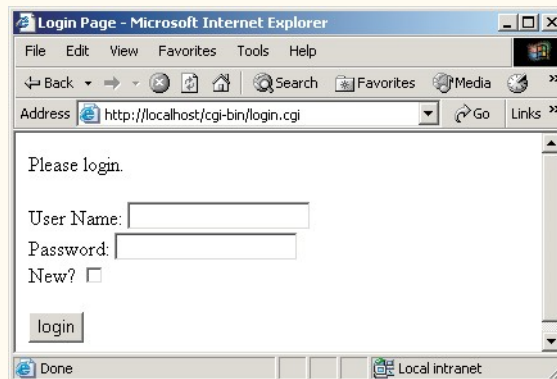 Login Page - Microsoft Internet Explorer
File Edit View Favorites Tools Help
Back Search Favorites Media »
Address http://localhost/cgi-bin/login.cgi Go Links »
Please login.
User Name:
Password:
New?
login
Done Local intranet